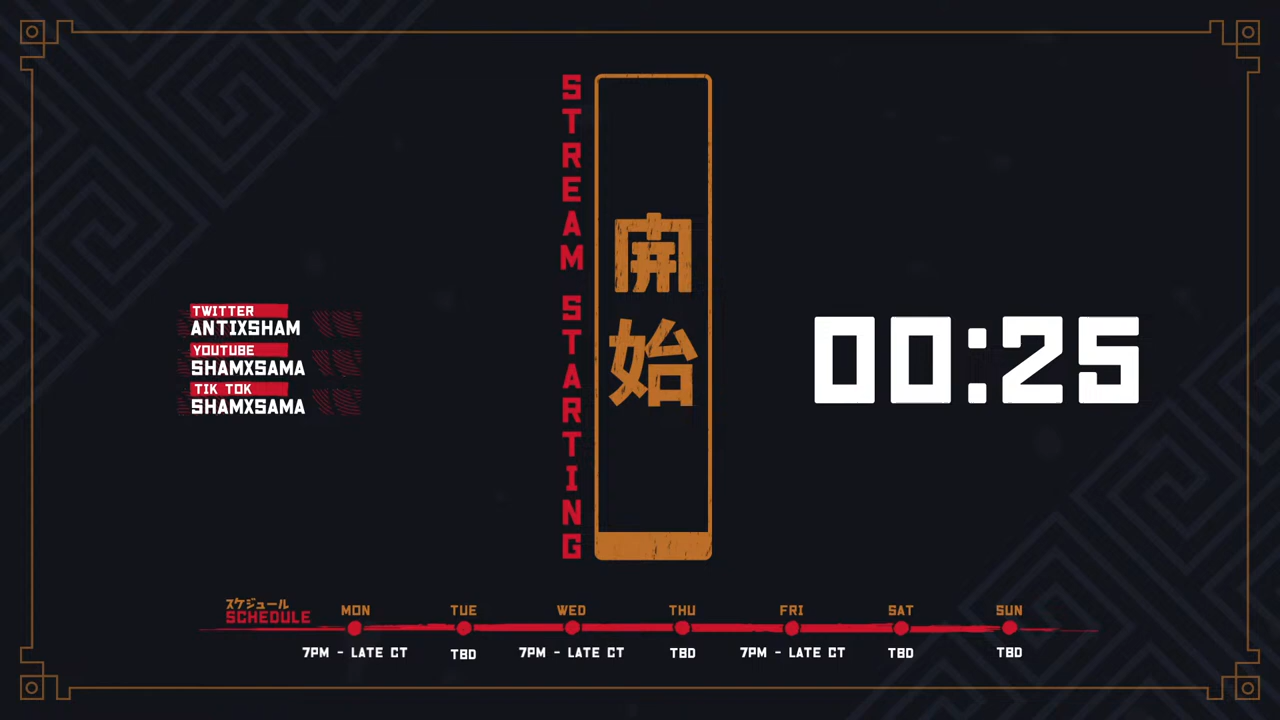 STREAM STARTING
開始
TWITTER
ANTIXSHAM
YOUTUBE
SHAMXSAMA
TIK TOK
SHAMXSAMA
00:25
スケジュール
SCHEDULE
MON TUE WED THU FRI SAT SUN
7PM - LATE CT TBD 7PM - LATE CT TBD 7PM - LATE CT TBD TBD